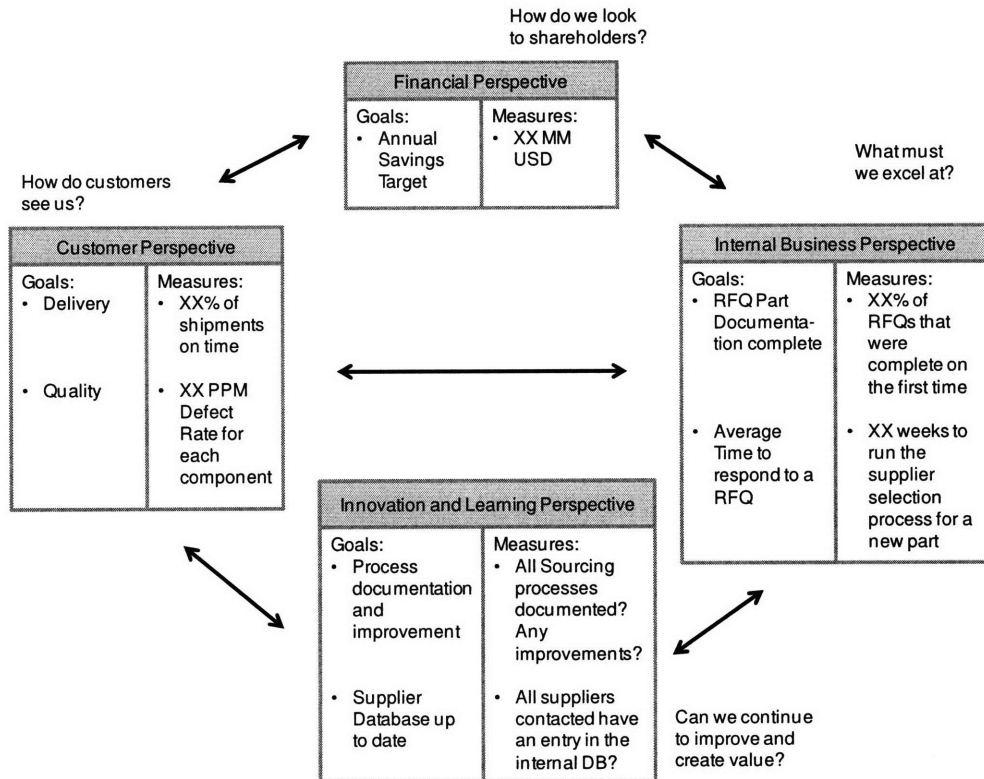 How do we look
to shareholders?
Financial Perspective
Goals:
• Annual
Savings
Target
Measures:
• XX MM
USD
How do customers
see us?
What must
we excel at?
Customer Perspective
Goals:
• Delivery
• Quality
Measures:
• XX% of
shipments
on time
• XX PPM
Defect
Rate for
each
component
Internal Business Perspective
Goals:
• RFQ Part
Documenta-
tion complete
• Average
Time to
respond to a
RFQ
Measures:
• XX% of
RFQs that
were
complete on
the first time
• XX weeks to
run the
supplier
selection
process for a
new part
Innovation and Learning Perspective
Goals:
• Process
documentation
and
improvement
• Supplier
Database up
to date
Measures:
• All Sourcing
processes
documented?
Any
improvements?
• All suppliers
contacted have
an entry in the
internal DB?
Can we continue
to improve and
create value?